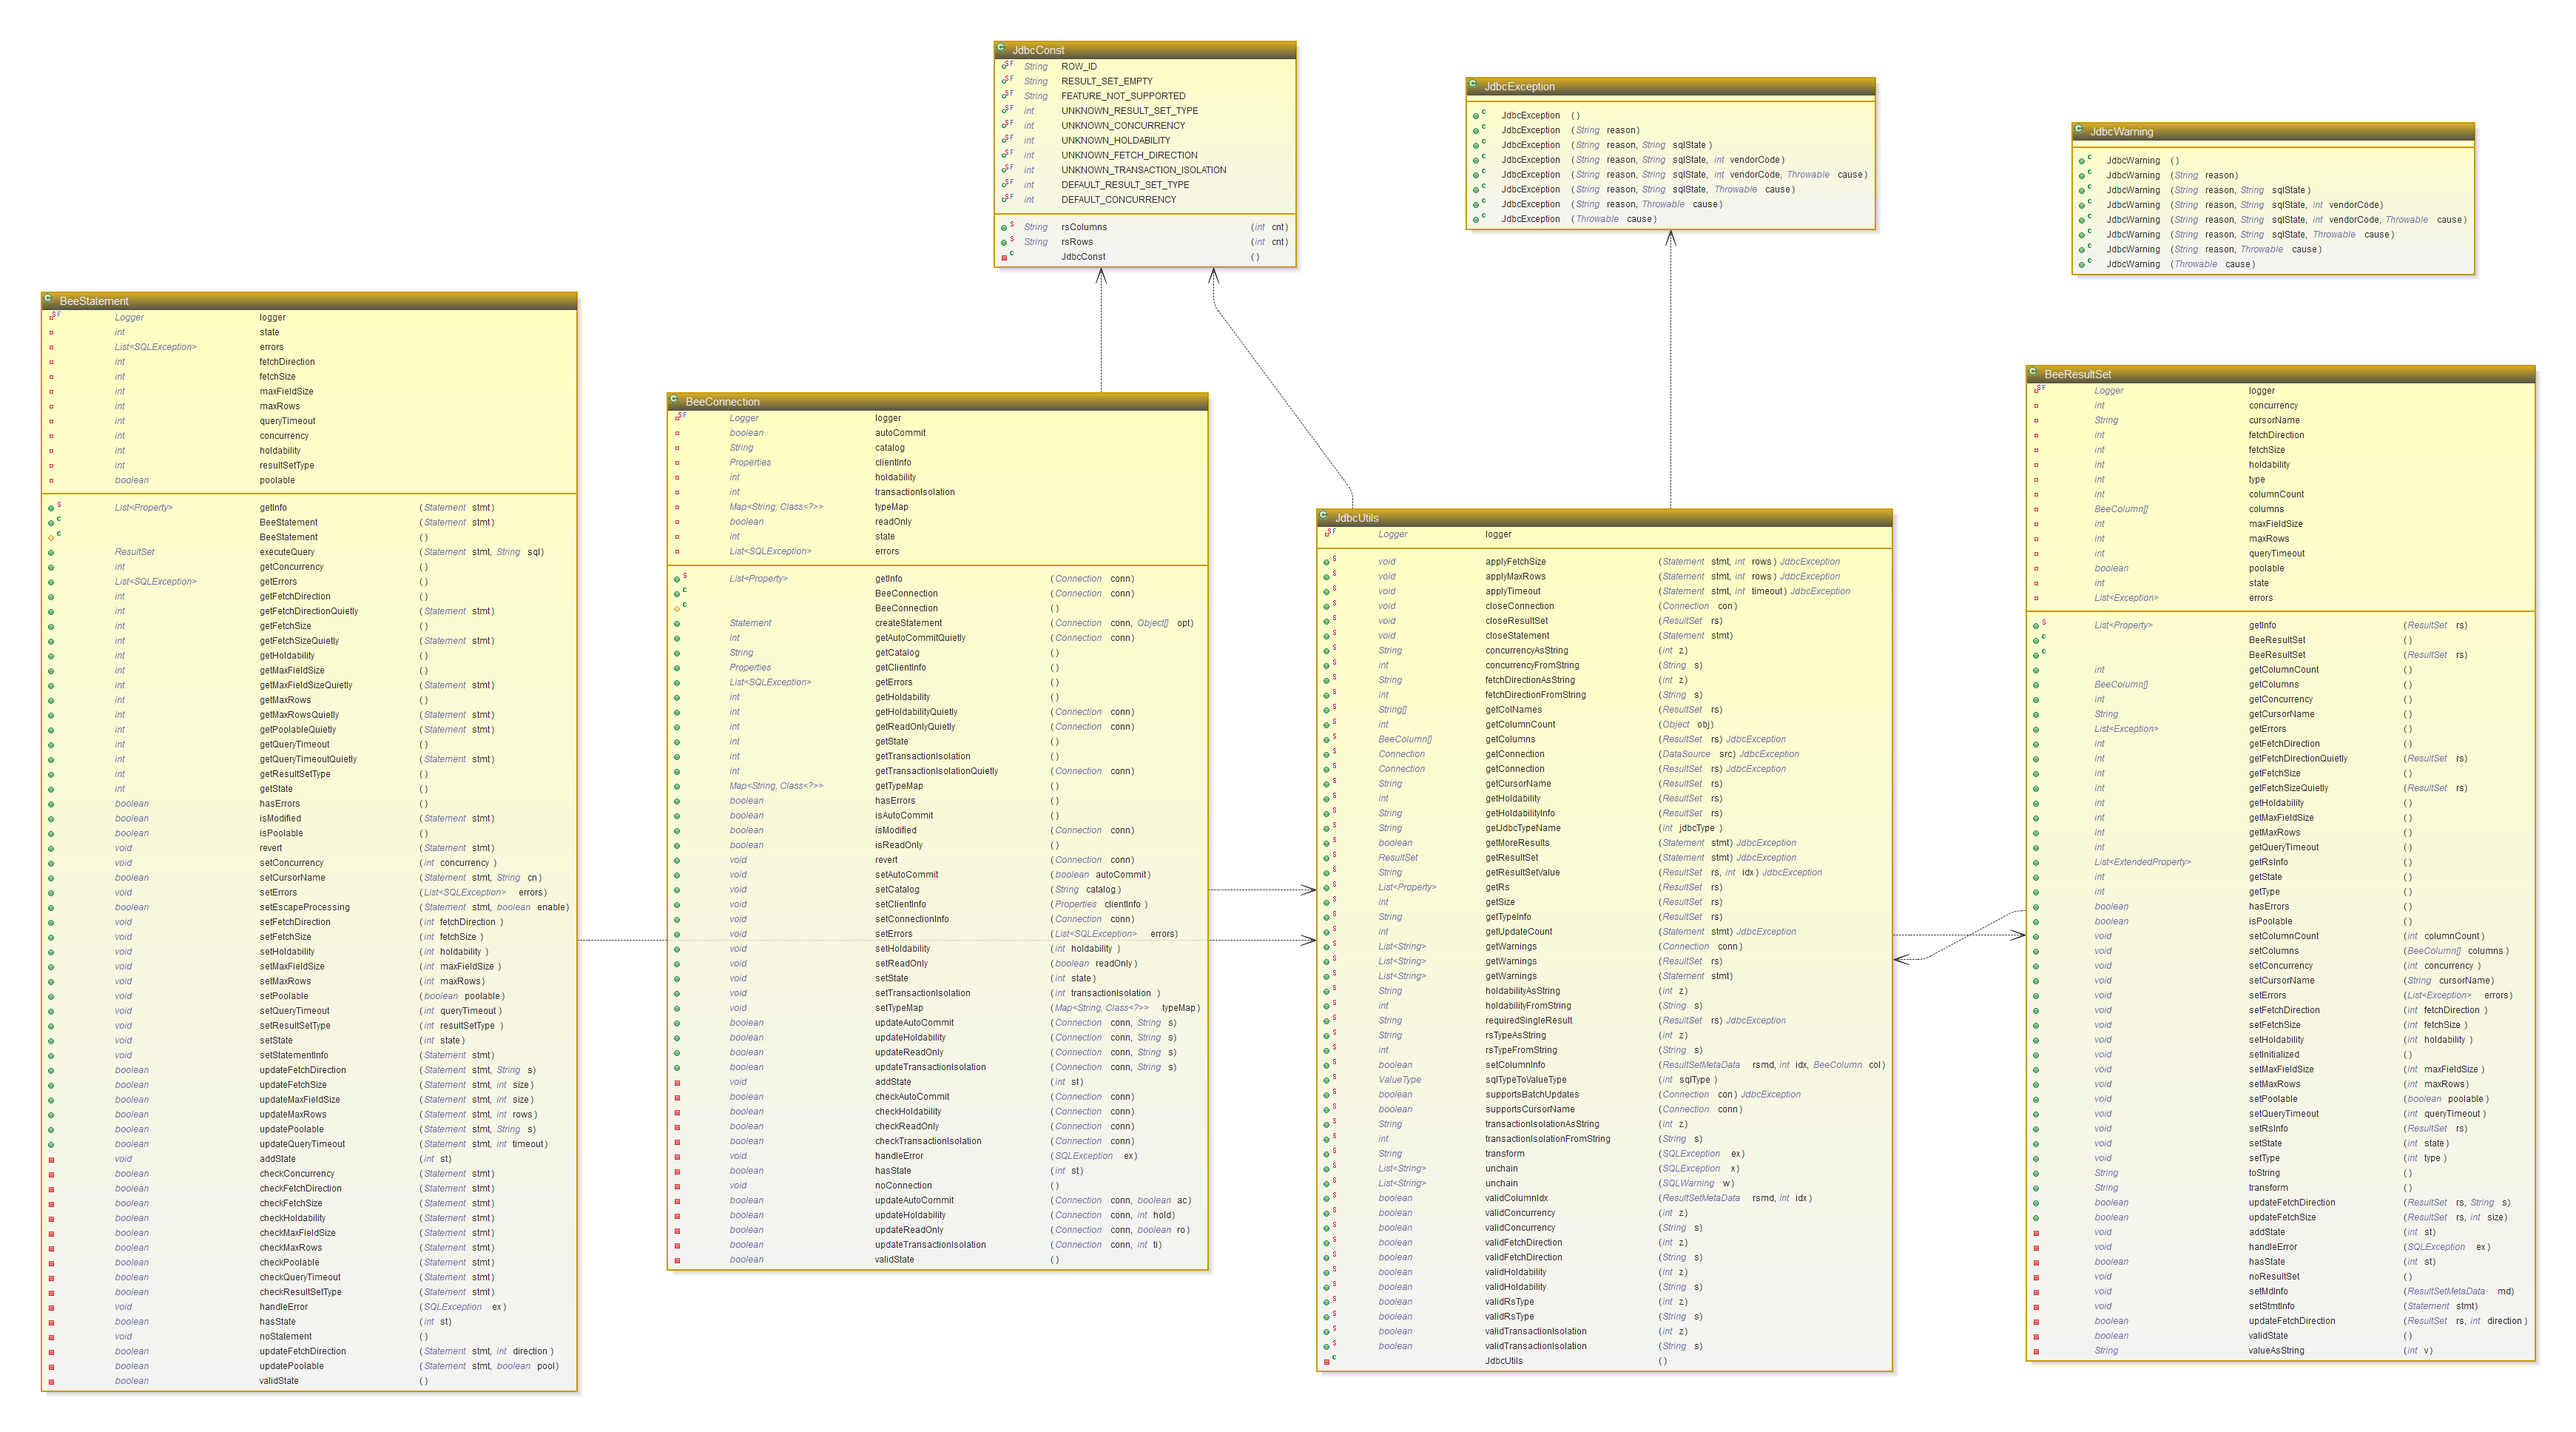 JdbcConst
String ROW_ID
String RESULT_SET_EMPTY
String FEATURE_NOT_SUPPORTED
int UNKNOWN_RESULT_SET_TYPE
int UNKNOWN_CONCURRENCY
int UNKNOWN_HOLDABILITY
int UNKNOWN_FETCH_DIRECTION
int UNKNOWN_TRANSACTION_ISOLATION
int DEFAULT_RESULT_SET_TYPE
int DEFAULT_CONCURRENCY
String rsColumns (int cnt)
String rsRows (int cnt)
JdbcConst ()
JdbcException
JdbcException ()
JdbcException (String reason)
JdbcException (String reason, String sqlState)
JdbcException (String reason, String sqlState, int vendorCode)
JdbcException (String reason, String sqlState, int vendorCode, Throwable cause)
JdbcException (String reason, String sqlState, Throwable cause)
JdbcException (String reason, Throwable cause)
JdbcException (Throwable cause)
JdbcWarning
JdbcWarning ()
JdbcWarning (String reason)
JdbcWarning (String reason, String sqlState)
JdbcWarning (String reason, String sqlState, int vendorCode)
JdbcWarning (String reason, String sqlState, int vendorCode, Throwable cause)
JdbcWarning (String reason, String sqlState, Throwable cause)
JdbcWarning (String reason, Throwable cause)
JdbcWarning (Throwable cause)
BeeStatement
Logger logger
int state
List<SQLException> errors
int fetchDirection
int fetchSize
int maxFieldSize
int maxRows
int queryTimeout
int concurrency
int holdability
int resultSetType
boolean poolable
List<Property> getInfo (Statement stmt)
BeeStatement (Statement stmt)
BeeStatement ()
ResultSet executeQuery (Statement stmt, String sql)
int getConcurrency ()
List<SQLException> getErrors ()
int getFetchDirection ()
int getFetchDirectionQuietly (Statement stmt)
int getFetchSize ()
int getFetchSizeQuietly (Statement stmt)
int getHoldability ()
int getMaxFieldSize ()
int getMaxFieldSizeQuietly (Statement stmt)
int getMaxRows ()
int getMaxRowsQuietly (Statement stmt)
int getPoolableQuietly (Statement stmt)
int getQueryTimeout ()
int getQueryTimeoutQuietly (Statement stmt)
int getResultSetType ()
int getState ()
boolean hasErrors ()
boolean isModified (Statement stmt)
boolean isPoolable ()
void revert (Statement stmt)
void setConcurrency (int concurrency)
boolean setCursorName (Statement stmt, String cn)
void setErrors (List<SQLException> errors)
boolean setEscapeProcessing (Statement stmt, boolean enable)
void setFetchDirection (int fetchDirection)
void setFetchSize (int fetchSize)
void setHoldability (int holdability)
void setMaxFieldSize (int maxFieldSize)
void setMaxRows (int maxRows)
void setPoolable (boolean poolable)
void setQueryTimeout (int queryTimeout)
void setResultSetType (int resultSetType)
void setState (int state)
void setStatementInfo (Statement stmt)
boolean updateFetchDirection (Statement stmt, String s)
boolean updateFetchSize (Statement stmt, int size)
boolean updateMaxFieldSize (Statement stmt, int size)
boolean updateMaxRows (Statement stmt, int rows)
boolean updatePoolable (Statement stmt, String s)
boolean updateQueryTimeout (Statement stmt, int timeout)
void addState (int st)
boolean checkConcurrency (Statement stmt)
boolean checkFetchDirection (Statement stmt)
boolean checkFetchSize (Statement stmt)
boolean checkHoldability (Statement stmt)
boolean checkMaxFieldSize (Statement stmt)
boolean checkMaxRows (Statement stmt)
boolean checkPoolable (Statement stmt)
boolean checkQueryTimeout (Statement stmt)
boolean checkResultSetType (Statement stmt)
void handleError (SQLException ex)
boolean hasState (int st)
void noStatement ()
boolean updateFetchDirection (Statement stmt, int direction)
boolean updatePoolable (Statement stmt, boolean pool)
boolean validState ()
BeeConnection
Logger logger
boolean autoCommit
String catalog
Properties clientInfo
int holdability
int transactionIsolation
Map<String, Class<?>> typeMap
boolean readOnly
int state
List<SQLException> errors
List<Property> getInfo (Connection conn)
BeeConnection (Connection conn)
BeeConnection ()
Statement createStatement (Connection conn, Object[] opt)
int getAutoCommitQuietly (Connection conn)
String getCatalog ()
Properties getClientInfo ()
List<SQLException> getErrors ()
int getHoldability ()
int getHoldabilityQuietly (Connection conn)
int getReadOnlyQuietly (Connection conn)
int getState ()
int getTransactionIsolation ()
int getTransactionIsolationQuietly (Connection conn)
Map<String, Class<?>> getTypeMap ()
boolean hasErrors ()
boolean isAutoCommit ()
boolean isModified (Connection conn)
boolean isReadOnly ()
void revert (Connection conn)
void setAutoCommit (boolean autoCommit)
void setCatalog (String catalog)
void setClientInfo (Properties clientInfo)
void setConnectionInfo (Connection conn)
void setErrors (List<SQLException> errors)
void setHoldability (int holdability)
void setReadOnly (boolean readOnly)
void setState (int state)
void setTransactionIsolation (int transactionIsolation)
void setTypeMap (Map<String, Class<?>> typeMap)
boolean updateAutoCommit (Connection conn, String s)
boolean updateHoldability (Connection conn, String s)
boolean updateReadOnly (Connection conn, String s)
boolean updateTransactionIsolation (Connection conn, String s)
void addState (int st)
boolean checkAutoCommit (Connection conn)
boolean checkHoldability (Connection conn)
boolean checkReadOnly (Connection conn)
boolean checkTransactionIsolation (Connection conn)
void handleError (SQLException ex)
boolean hasState (int st)
void noConnection ()
boolean updateAutoCommit (Connection conn, boolean ac)
boolean updateHoldability (Connection conn, int hold)
boolean updateReadOnly (Connection conn, boolean ro)
boolean updateTransactionIsolation (Connection conn, int ti)
boolean validState ()
JdbcUtils
Logger logger
void applyFetchSize (Statement stmt, int rows) JdbcException
void applyMaxRows (Statement stmt, int rows) JdbcException
void applyTimeout (Statement stmt, int timeout) JdbcException
void closeConnection (Connection con)
void closeResultSet (ResultSet rs)
void closeStatement (Statement stmt)
String concurrencyAsString (int z)
int concurrencyFromString (String s)
String fetchDirectionAsString (int z)
int fetchDirectionFromString (String s)
String[] getColNames (ResultSet rs)
int getColumnCount (Object obj)
BeeColumn[] getColumns (ResultSet rs) JdbcException
Connection getConnection (DataSource src) JdbcException
Connection getConnection (ResultSet rs) JdbcException
String getCursorName (ResultSet rs)
int getHoldability (ResultSet rs)
String getHoldabilityInfo (ResultSet rs)
String getJdbcTypeName (int jdbcType)
boolean getMoreResults (Statement stmt) JdbcException
ResultSet getResultSet (Statement stmt) JdbcException
String getResultSetValue (ResultSet rs, int idx) JdbcException
List<Property> getRs (ResultSet rs)
int getSize (ResultSet rs)
String getTypeInfo (ResultSet rs)
int getUpdateCount (Statement stmt) JdbcException
List<String> getWarnings (Connection conn)
List<String> getWarnings (ResultSet rs)
List<String> getWarnings (Statement stmt)
String holdabilityAsString (int z)
int holdabilityFromString (String s)
String requiredSingleResult (ResultSet rs) JdbcException
String rsTypeAsString (int z)
int rsTypeFromString (String s)
boolean setColumnInfo (ResultSetMetaData rsmd, int idx, BeeColumn col)
ValueType sqlTypeToValueType (int sqlType)
boolean supportsBatchUpdates (Connection con) JdbcException
boolean supportsCursorName (Connection conn)
String transactionIsolationAsString (int z)
int transactionIsolationFromString (String s)
String transform (SQLException ex)
List<String> unchain (SQLException x)
List<String> unchain (SQLWarning w)
boolean validColumnIdx (ResultSetMetaData rsmd, int idx)
boolean validConcurrency (int z)
boolean validConcurrency (String s)
boolean validFetchDirection (int z)
boolean validFetchDirection (String s)
boolean validHoldability (int z)
boolean validHoldability (String s)
boolean validRsType (int z)
boolean validRsType (String s)
boolean validTransactionIsolation (int z)
boolean validTransactionIsolation (String s)
JdbcUtils ()
BeeResultSet
Logger logger
int concurrency
String cursorName
int fetchDirection
int fetchSize
int holdability
int type
int columnCount
BeeColumn[] columns
int maxFieldSize
int maxRows
int queryTimeout
boolean poolable
int state
List<Exception> errors
List<Property> getInfo (ResultSet rs)
BeeResultSet ()
BeeResultSet (ResultSet rs)
int getColumnCount ()
BeeColumn[] getColumns ()
int getConcurrency ()
String getCursorName ()
List<Exception> getErrors ()
int getFetchDirection ()
int getFetchDirectionQuietly (ResultSet rs)
int getFetchSize ()
int getFetchSizeQuietly (ResultSet rs)
int getHoldability ()
int getMaxFieldSize ()
int getMaxRows ()
int getQueryTimeout ()
List<ExtendedProperty> getRsInfo ()
int getState ()
int getType ()
boolean hasErrors ()
boolean isPoolable ()
void setColumnCount (int columnCount)
void setColumns (BeeColumn[] columns)
void setConcurrency (int concurrency)
void setCursorName (String cursorName)
void setErrors (List<Exception> errors)
void setFetchDirection (int fetchDirection)
void setFetchSize (int fetchSize)
void setHoldability (int holdability)
void setInitialized ()
void setMaxFieldSize (int maxFieldSize)
void setMaxRows (int maxRows)
void setPoolable (boolean poolable)
void setQueryTimeout (int queryTimeout)
void setRsInfo (ResultSet rs)
void setState (int state)
void setType (int type)
String toString ()
String transform ()
boolean updateFetchDirection (ResultSet rs, String s)
boolean updateFetchSize (ResultSet rs, int size)
void addState (int st)
void handleError (SQLException ex)
boolean hasState (int st)
void noResultSet ()
void setMdInfo (ResultSetMetaData md)
void setStmtInfo (Statement stmt)
boolean updateFetchDirection (ResultSet rs, int direction)
boolean validState ()
String valueAsString (int v)